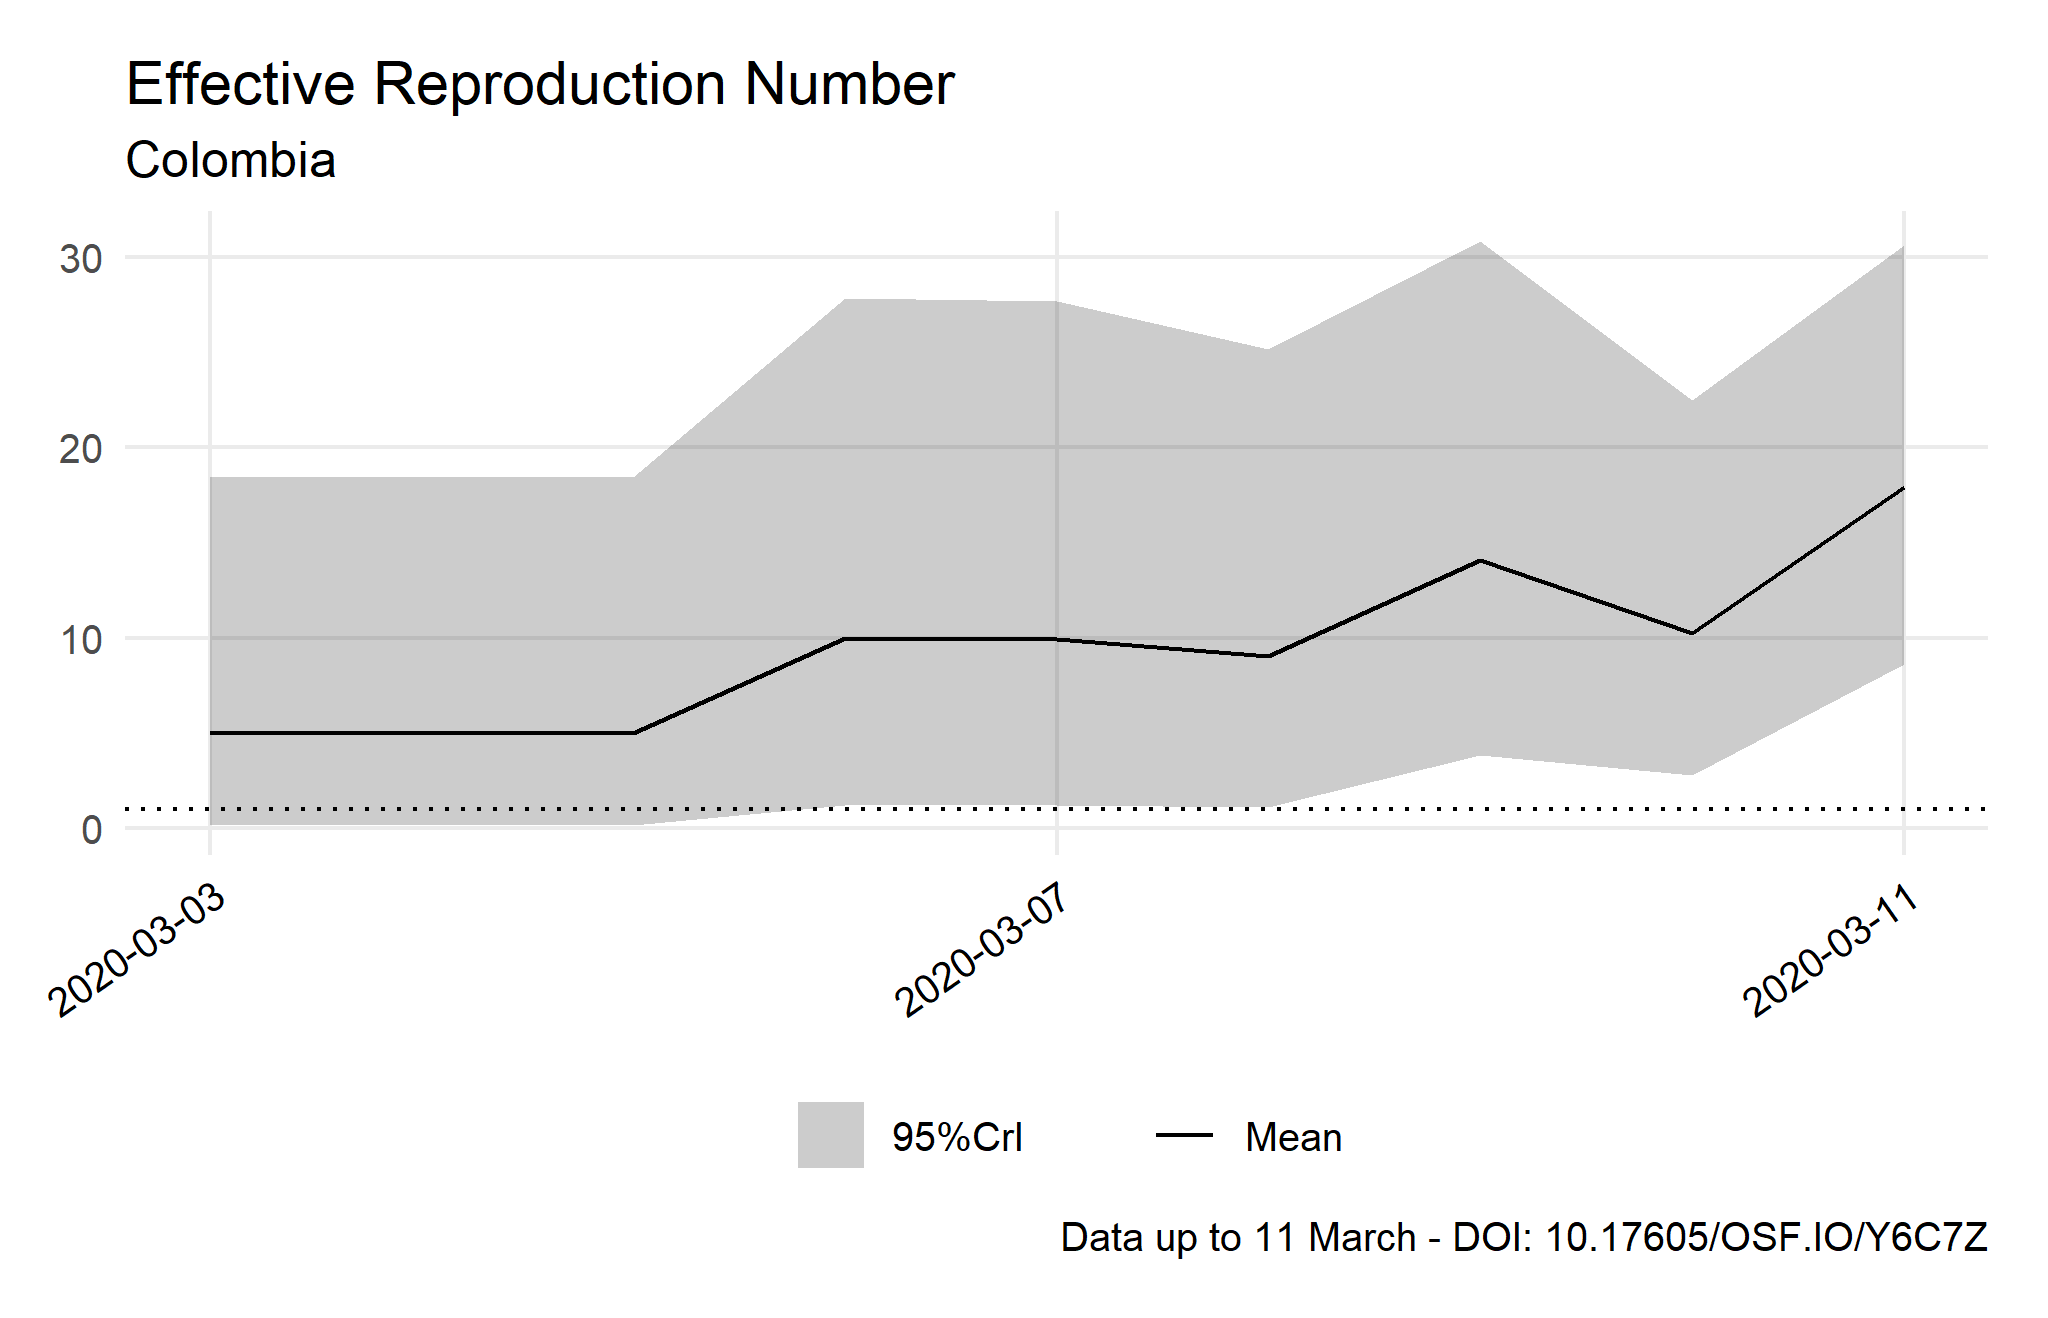 Effective Reproduction Number
Colombia
30
20
10
0
2020-03-03
2020-03-07
2020-03-11
95%CrI
Mean
Data up to 11 March - DOI: 10.17605/OSF.IO/Y6C7Z